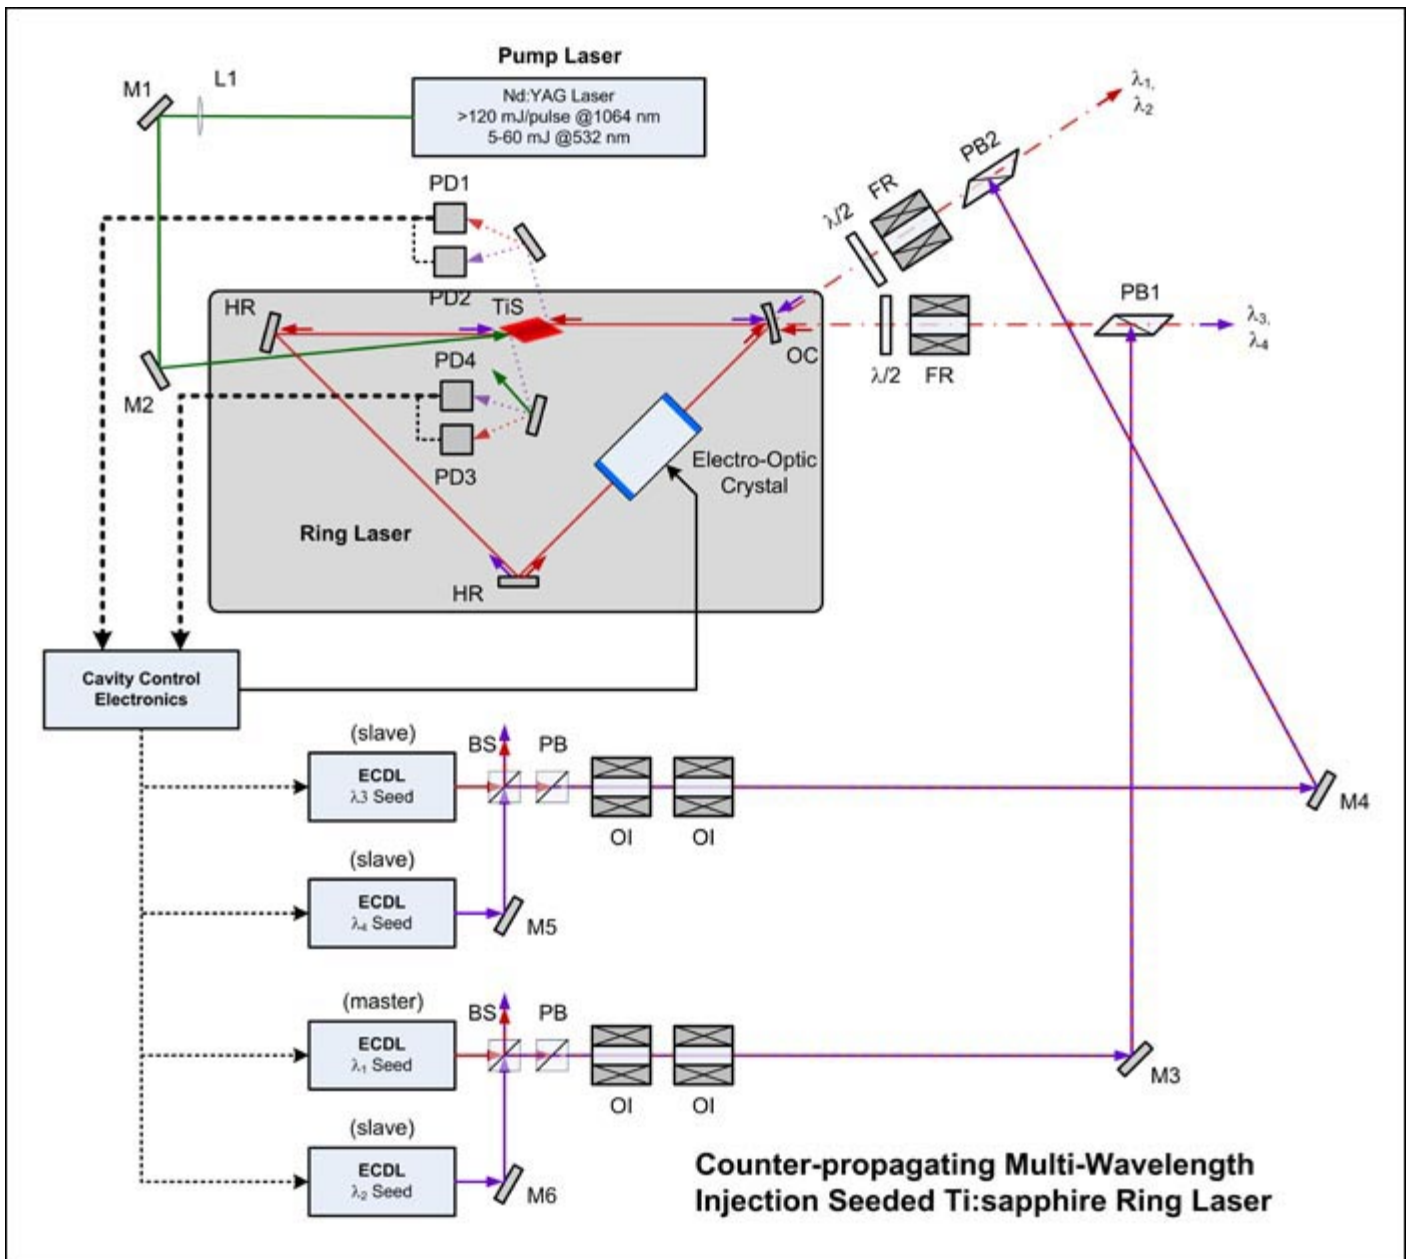 Pump Laser
M1
L1
Nd:YAG Laser
>120 mJ/pulse @1064 nm
5-60 mJ @532 nm
λ1,
λ2
PB2
PD1
FR
λ/2
PD2
HR
TiS
PB1
λ3,
λ4
OC
M2
PD4
λ/2
FR
PD3
Electro-Optic
Crystal
Ring Laser
HR
Cavity Control
Electronics
(slave)
BS
PB
ECDL
λ3 Seed
OI
OI
M4
(slave)
ECDL
λ4 Seed
M5
(master)
BS
PB
ECDL
λ1 Seed
OI
OI
M3
(slave)
ECDL
λ2 Seed
M6
Counter-propagating Multi-Wavelength
Injection Seeded Ti:sapphire Ring Laser